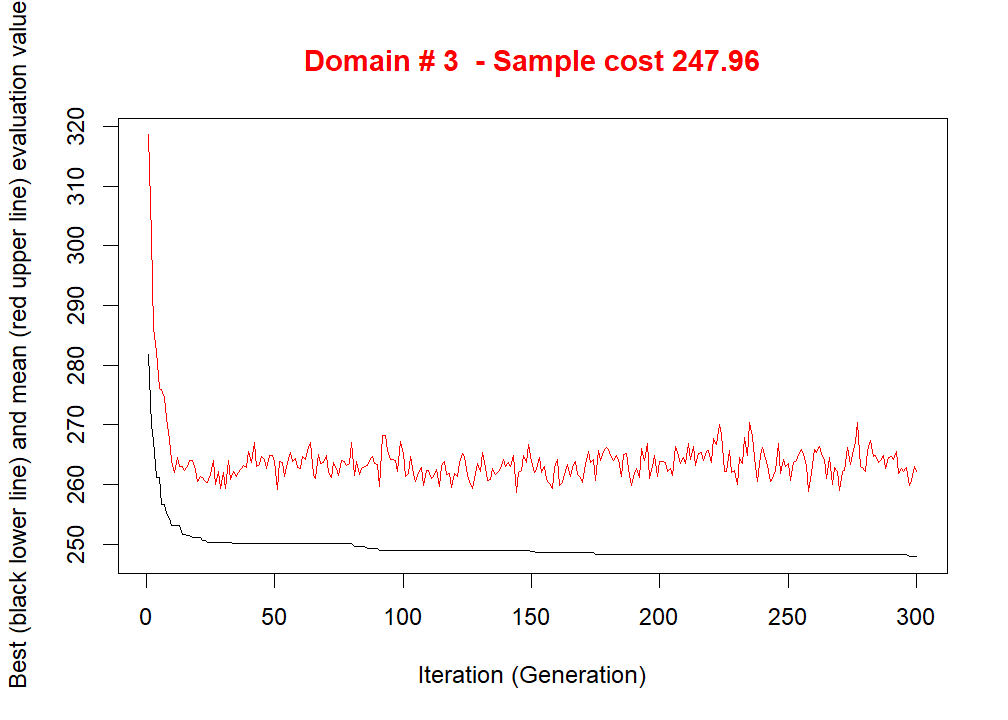 Domain # 3  - Sample cost 247.96
Best (black lower line) and mean (red upper line) evaluation value
320
310
300
290
280
270
260
250
0 50 100 150 200 250 300
Iteration (Generation)